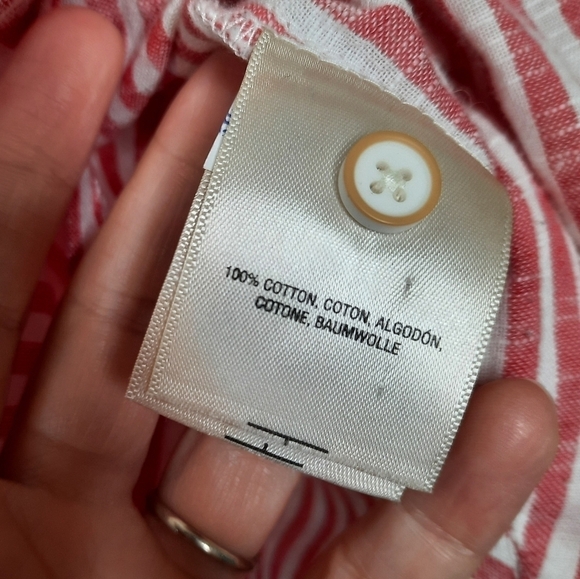 100% COTTON, COTON, ALGODÓN,
COTONE, BAUMWOLLE